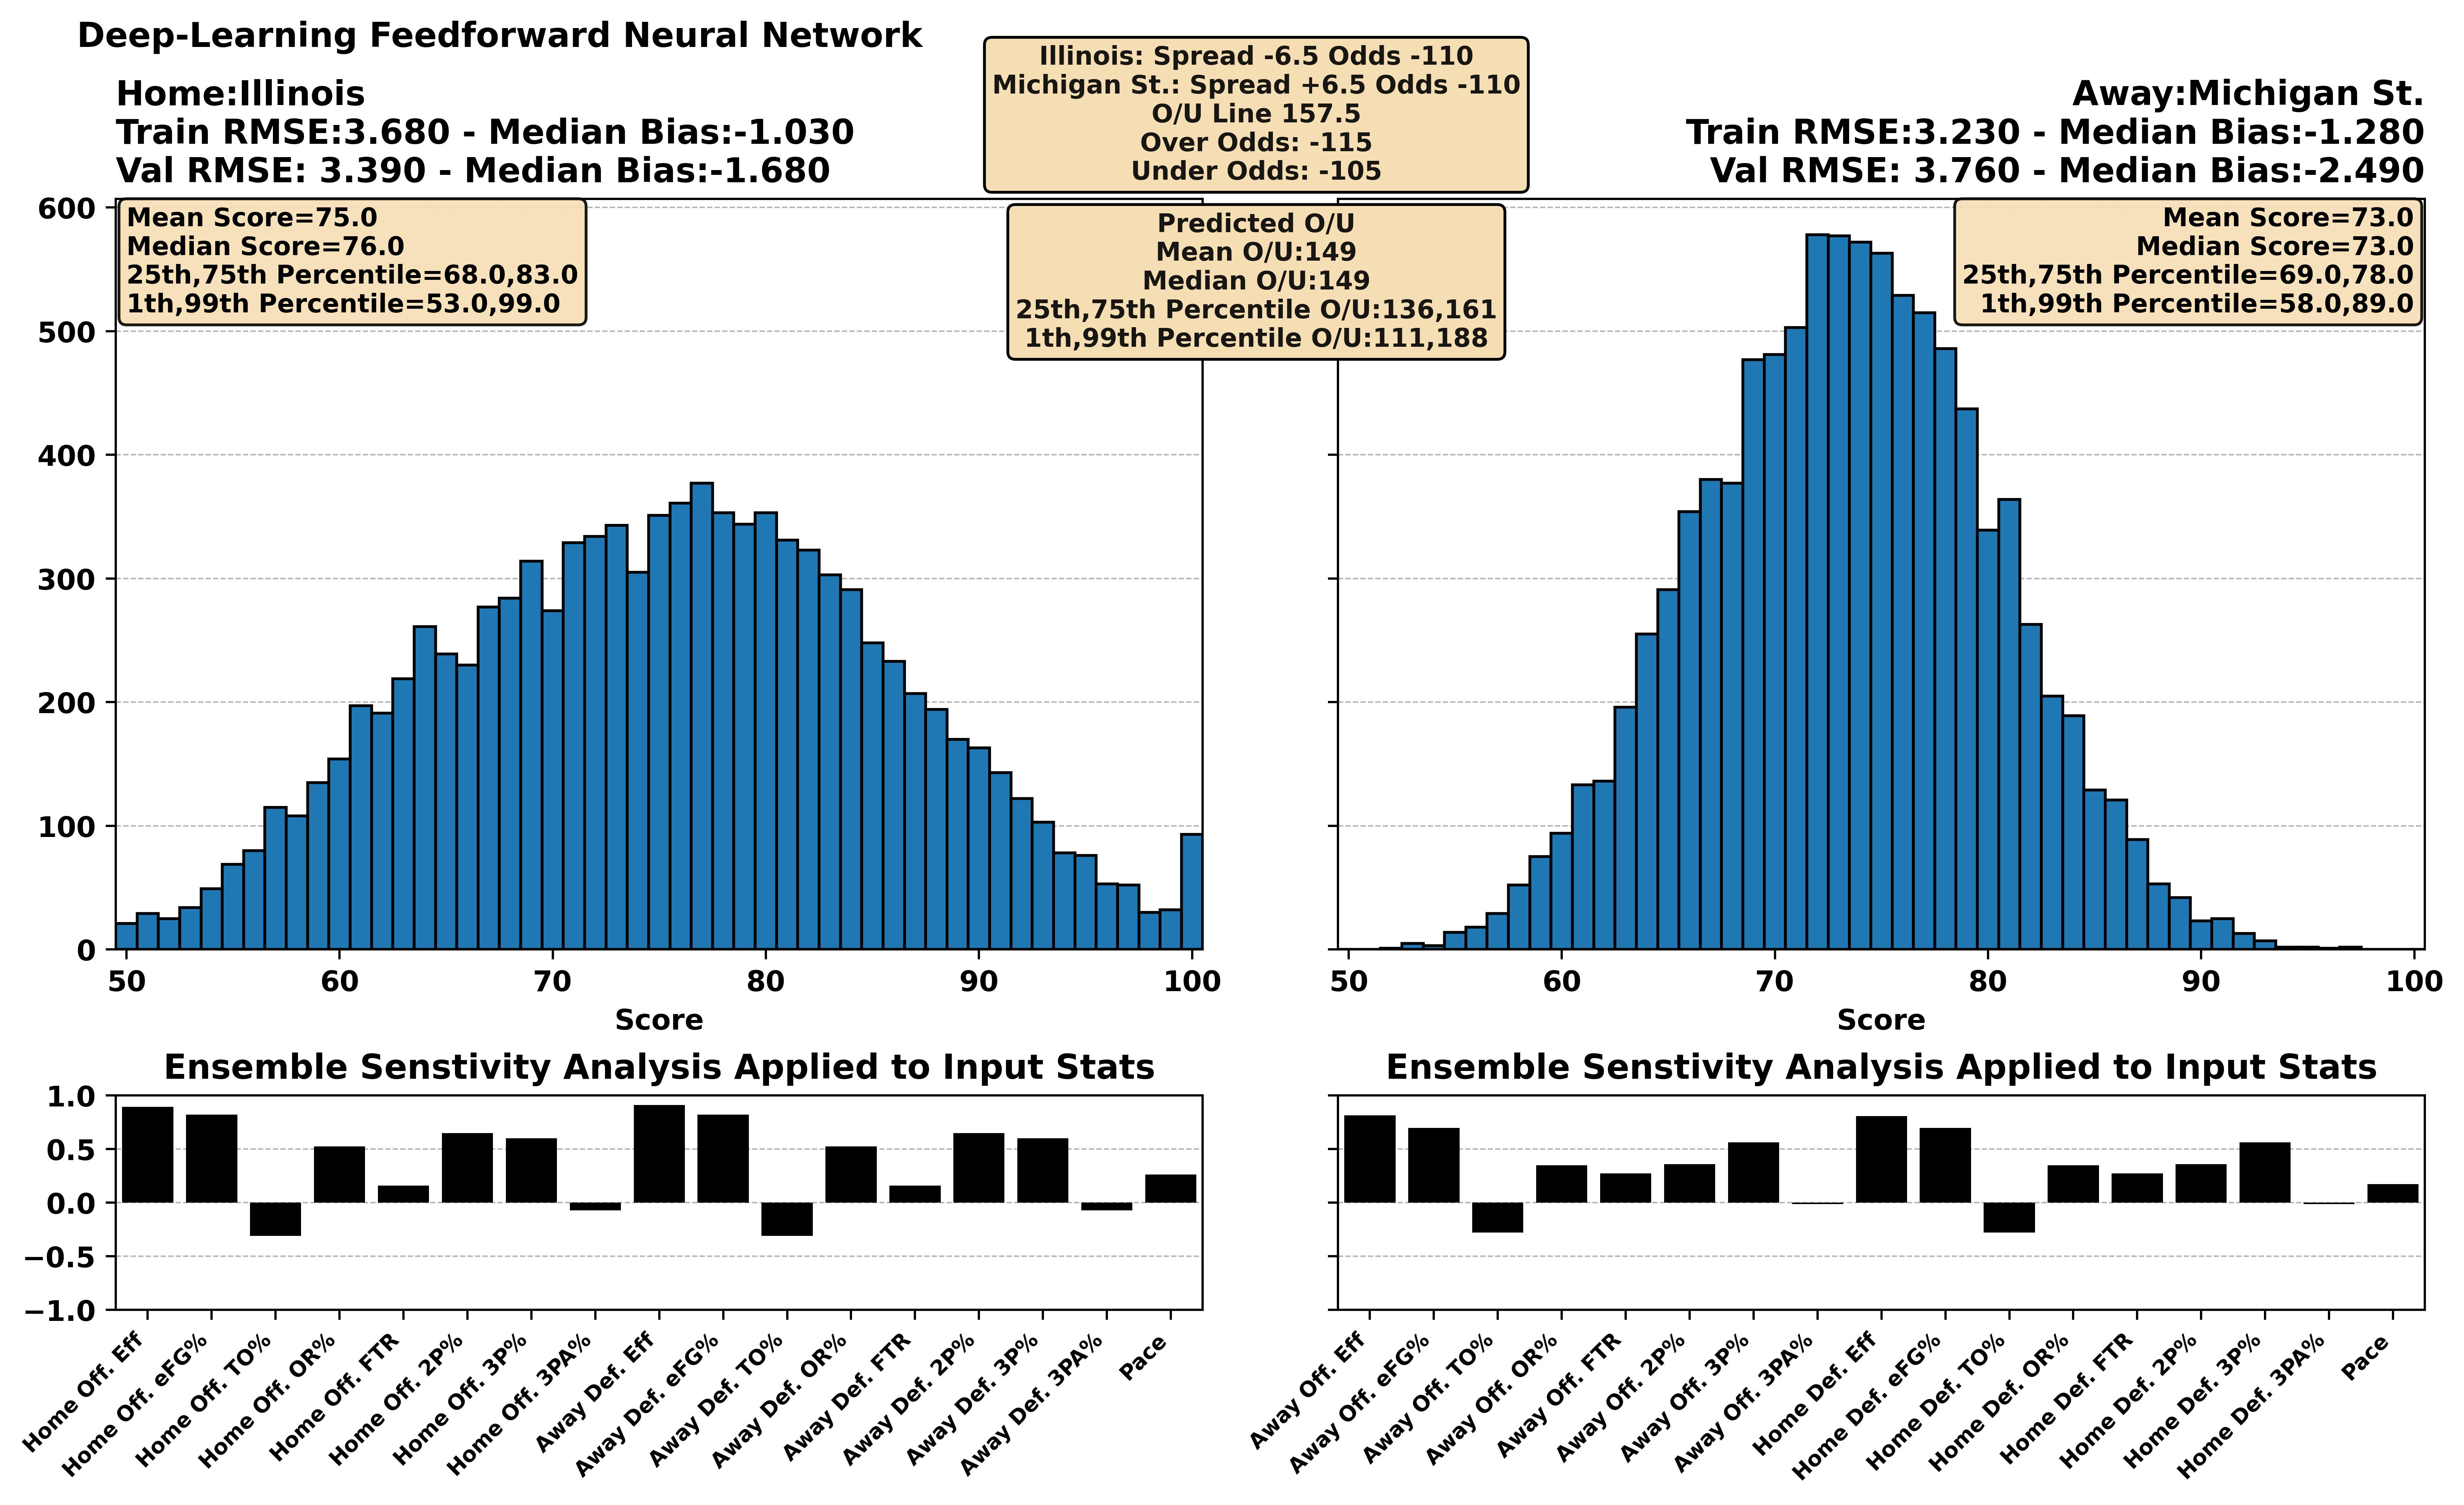 Deep-Learning Feedforward Neural Network
Home:Illinois
Train RMSE:3.680 - Median Bias:-1.030
Val RMSE: 3.390 - Median Bias:-1.680
Illinois: Spread -6.5 Odds -110
Michigan St.: Spread +6.5 Odds -110
O/U Line 157.5
Over Odds: -115
Under Odds: -105
Away:Michigan St.
Train RMSE:3.230 - Median Bias:-1.280
Val RMSE: 3.760 - Median Bias:-2.490
Mean Score=75.0
Median Score=76.0
25th,75th Percentile=68.0,83.0
1th,99th Percentile=53.0,99.0
Predicted O/U
Mean O/U:149
Median O/U:149
25th,75th Percentile O/U:136,161
1th,99th Percentile O/U:111,188
Mean Score=73.0
Median Score=73.0
25th,75th Percentile=69.0,78.0
1th,99th Percentile=58.0,89.0
600
500
400
300
200
100
0
50 60 70 80 90 100
Score
50 60 70 80 90 100
Score
Ensemble Senstivity Analysis Applied to Input Stats
1.0
0.5
0.0
−0.5
−1.0
Home Off. Eff
Home Off. eFG%
Home Off. TO%
Home Off. OR%
Home Off. FTR
Home Off. 2P%
Home Off. 3P%
Home Off. 3PA%
Away Def. Eff
Away Def. eFG%
Away Def. TO%
Away Def. OR%
Away Def. FTR
Away Def. 2P%
Away Def. 3P%
Away Def. 3PA%
Pace
Ensemble Senstivity Analysis Applied to Input Stats
Away Off. Eff
Away Off. eFG%
Away Off. TO%
Away Off. OR%
Away Off. FTR
Away Off. 2P%
Away Off. 3P%
Away Off. 3PA%
Home Def. Eff
Home Def. eFG%
Home Def. TO%
Home Def. OR%
Home Def. FTR
Home Def. 2P%
Home Def. 3P%
Home Def. 3PA%
Pace